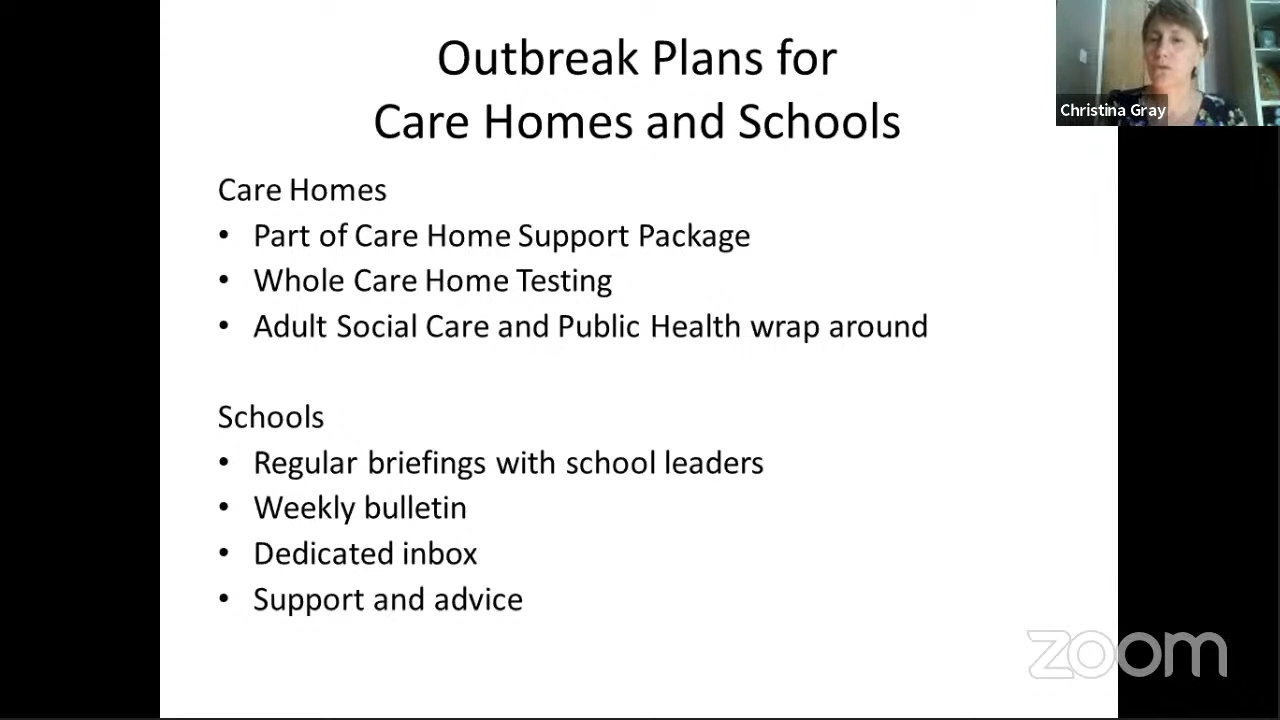 Outbreak Plans for
Care Homes and Schools
Christina Gray
Care Homes
• Part of Care Home Support Package
• Whole Care Home Testing
• Adult Social Care and Public Health wrap around
Schools
• Regular briefings with school leaders
• Weekly bulletin
• Dedicated inbox
• Support and advice
zoom